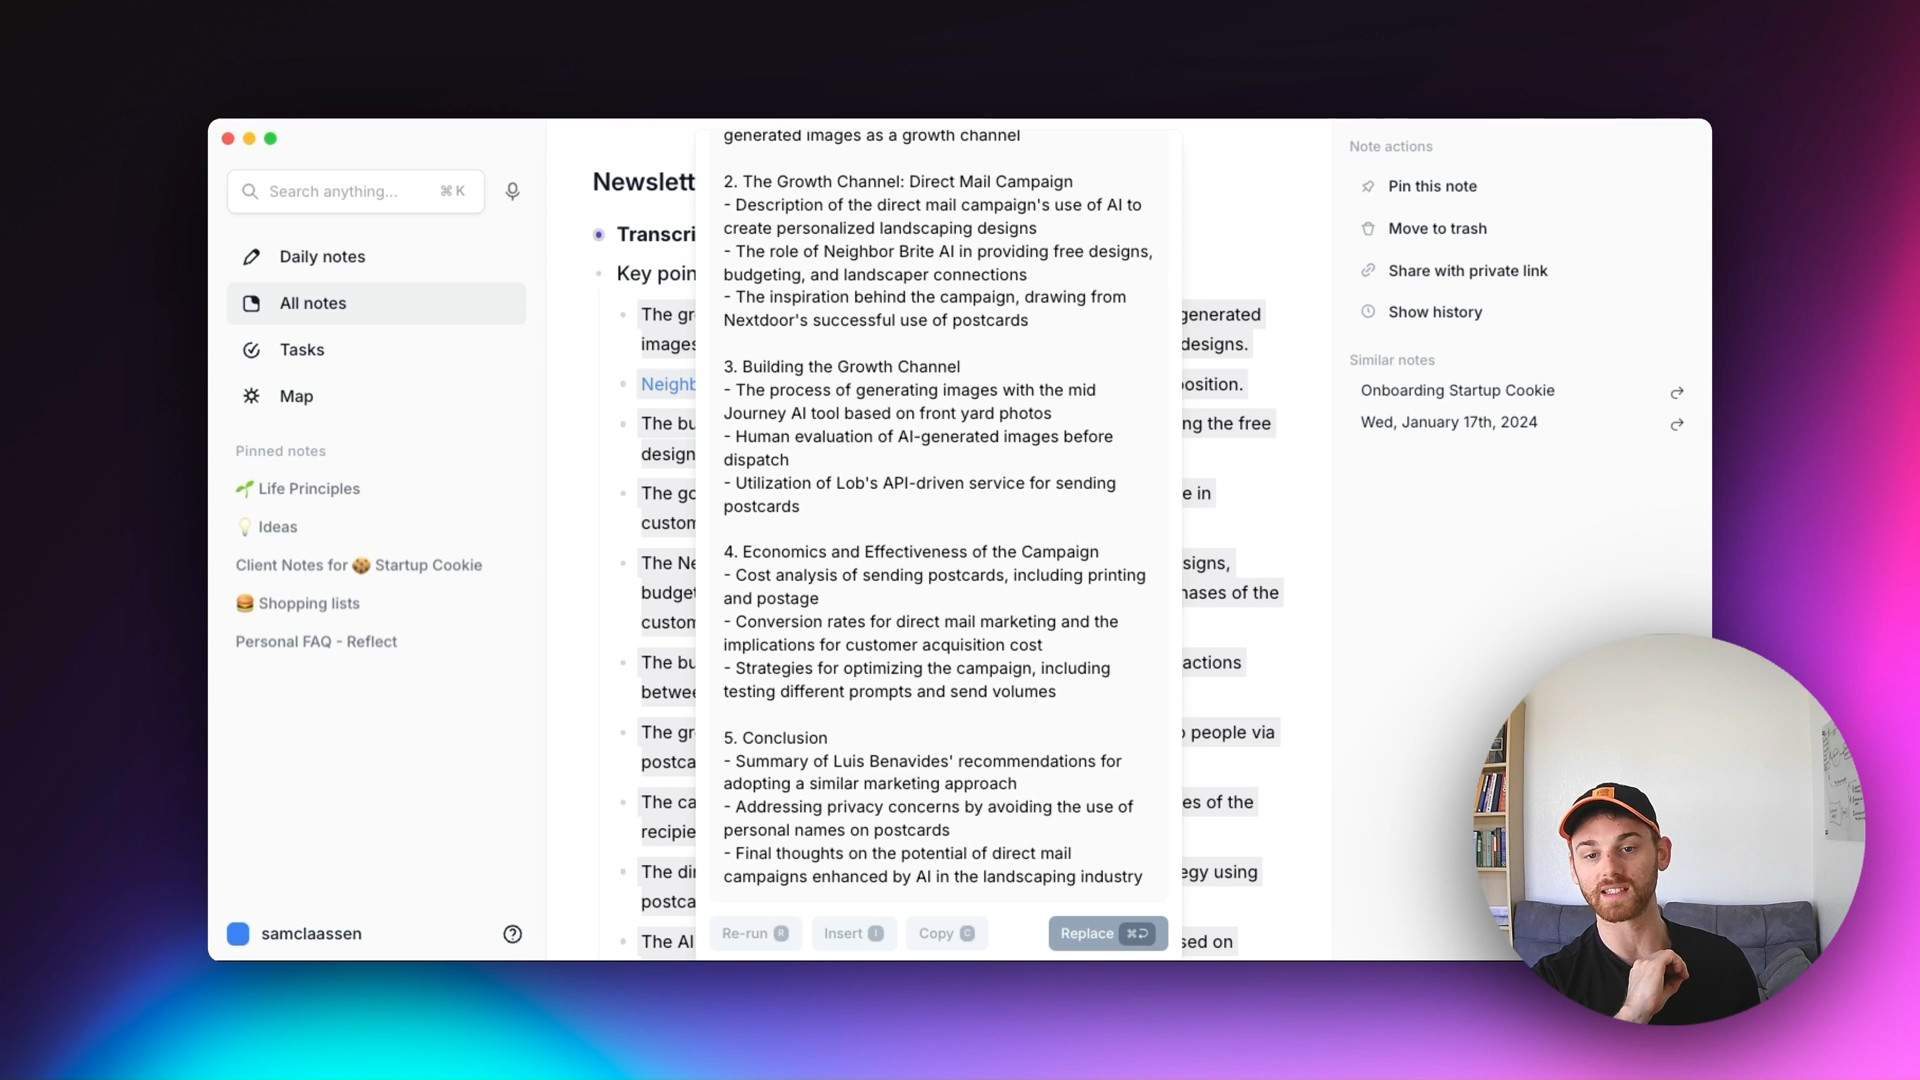 Search anything...
⌘ K
Daily notes
All notes
Tasks
Map
Pinned notes
🌱 Life Principles
💡 Ideas
Client Notes for 🍪 Startup Cookie
🍔 Shopping lists
Personal FAQ - Reflect
samclaassen
Newslett
Transcri
Key poin
The gr
generated
images
designs.
Neighb
osition.
The bu
ng the free
design
The go
e in
custom
The Ne
signs,
budget
hases of the
custom
The bu
actions
betwee
The gr
people via
postca
The ca
es of the
recipie
The dir
egy using
postca
The AI
sed on
generated images as a growth channel
2. The Growth Channel: Direct Mail Campaign
- Description of the direct mail campaign's use of AI to
create personalized landscaping designs
- The role of Neighbor Brite AI in providing free designs,
budgeting, and landscaper connections
- The inspiration behind the campaign, drawing from
Nextdoor's successful use of postcards
3. Building the Growth Channel
- The process of generating images with the mid
Journey AI tool based on front yard photos
- Human evaluation of AI-generated images before
dispatch
- Utilization of Lob's API-driven service for sending
postcards
4. Economics and Effectiveness of the Campaign
- Cost analysis of sending postcards, including printing
and postage
- Conversion rates for direct mail marketing and the
implications for customer acquisition cost
- Strategies for optimizing the campaign, including
testing different prompts and send volumes
5. Conclusion
- Summary of Luis Benavides' recommendations for
adopting a similar marketing approach
- Addressing privacy concerns by avoiding the use of
personal names on postcards
- Final thoughts on the potential of direct mail
campaigns enhanced by AI in the landscaping industry
Re-run R
Insert I
Copy C
Replace ⌘⏎
Note actions
Pin this note
Move to trash
Share with private link
Show history
Similar notes
Onboarding Startup Cookie
Wed, January 17th, 2024